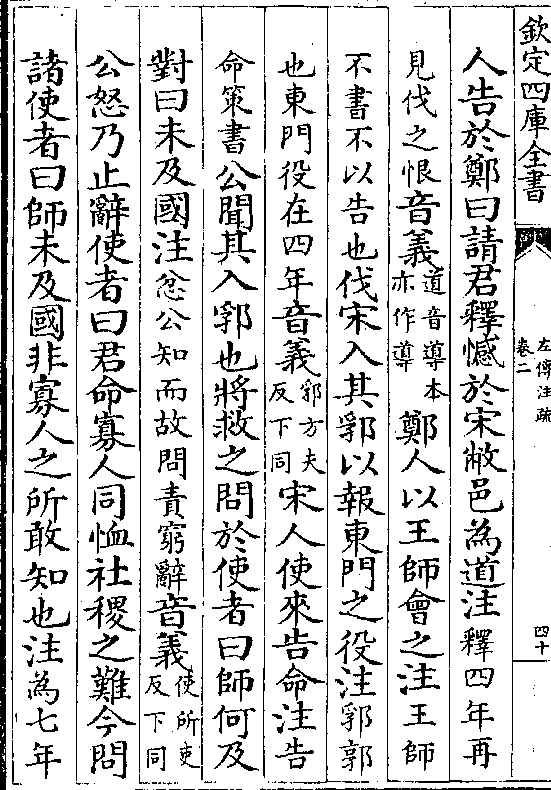 欽定四庫全書
左傳注疏
卷二
四十
人告於鄭曰請君釋憾於宋敝邑為道注釋四年再
見伐之恨音義道音導本亦作導鄭人以王師會之注王師
不書不以告也伐宋入其郛以報東門之役注郛郭
也東門役在四年音義郛方夫反下同宋人使來告命注告
命策書公聞其入郛也將救之問於使者曰師何及
對曰未及國注忿公知而故問責窮辭音義使所吏反下同
公怒乃止辭使者曰君命寡人同恤社稷之難今問
諸使者曰師未及國非寡人之所敢知也注為七年